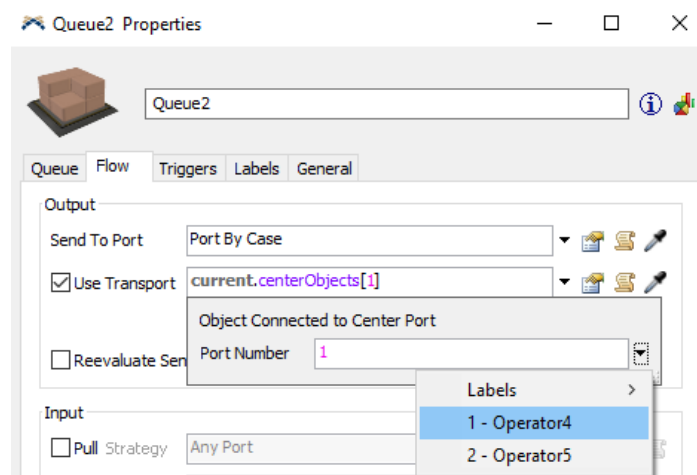 Queue2 Properties
Queue2
Queue Flow Triggers Labels General
Output
Send To Port Port By Case
Use Transport current.centerObjects[1]
Object Connected to Center Port
Port Number 1
Reevaluate Sen
Labels
1 - Operator4
2 - Operator5
Input
Pull Strategy Any Port